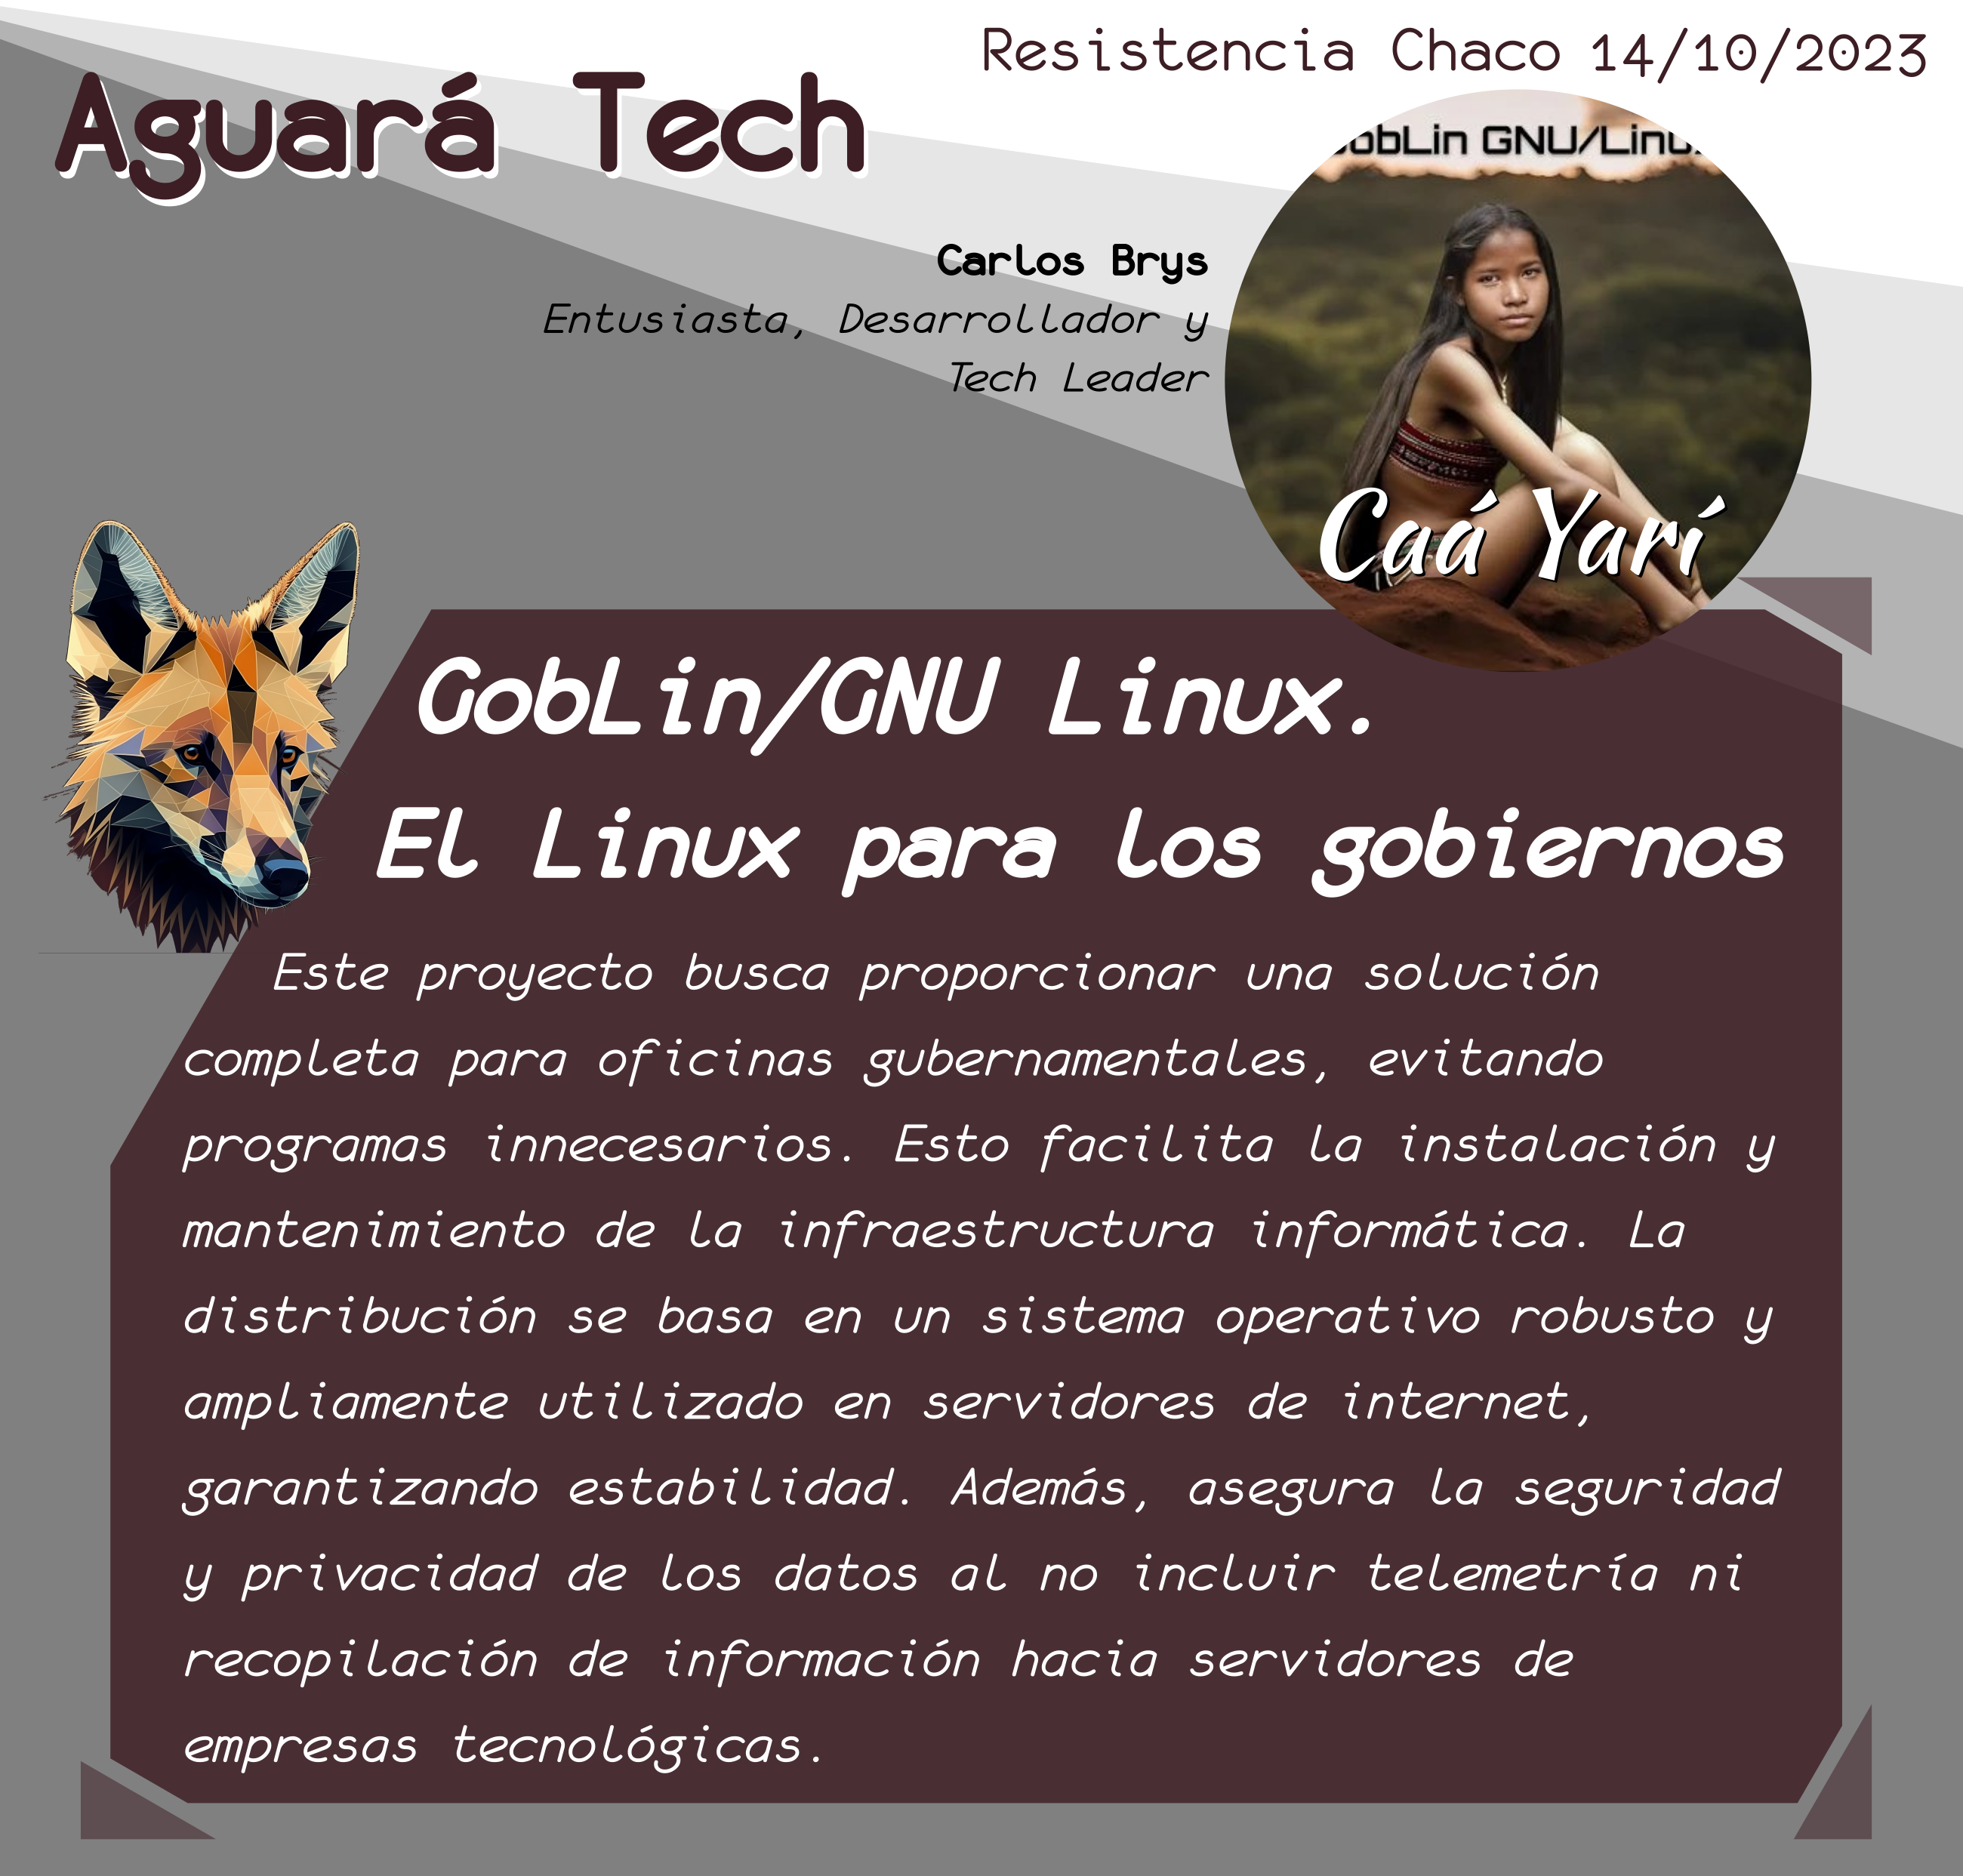 Resistencia Chaco 14/10/2023
Aguará Tech
obLin GNU/Linu
Carlos Brys
Entusiasta, Desarrollador y
Tech Leader
Caá Yarí
GobLin/GNU Linux.
El Linux para los gobiernos
Este proyecto busca proporcionar una solución
completa para oficinas gubernamentales, evitando
programas innecesarios. Esto facilita la instalación y
mantenimiento de la infraestructura informática. La
distribución se basa en un sistema operativo robusto y
ampliamente utilizado en servidores de internet,
garantizando estabilidad. Además, asegura la seguridad
y privacidad de los datos al no incluir telemetría ni
recopilación de información hacia servidores de
empresas tecnológicas.